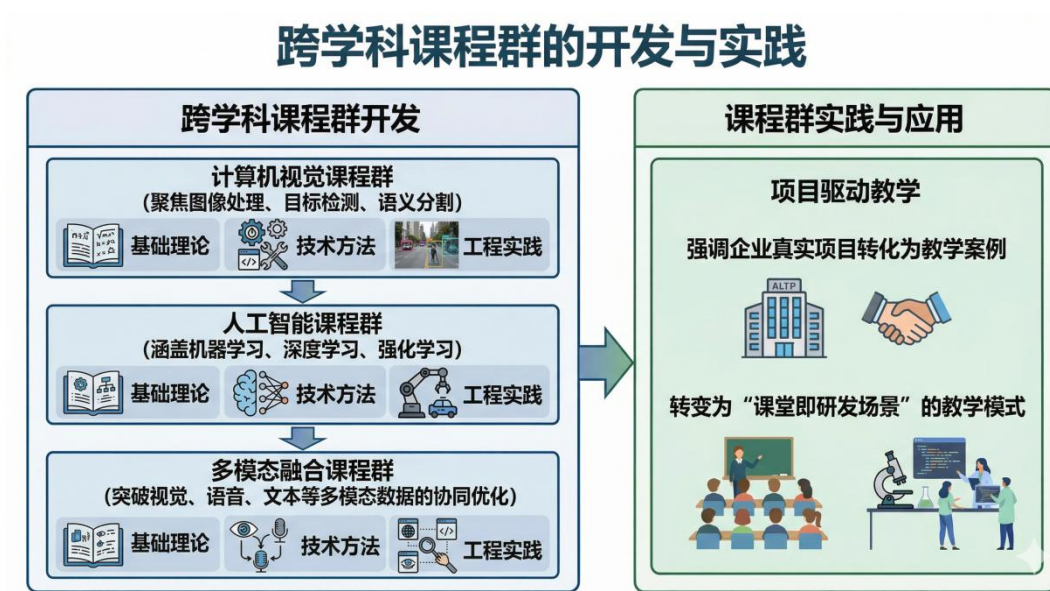 跨学科课程群的开发与实践
跨学科课程群开发
计算机视觉课程群
(聚焦图像处理、目标检测、语义分割)
基础理论
技术方法
工程实践
人工智能课程群
(涵盖机器学习、深度学习、强化学习)
基础理论
技术方法
工程实践
多模态融合课程群
(突破视觉、语音、文本等多模态数据的协同优化)
基础理论
技术方法
工程实践
课程群实践与应用
项目驱动教学
强调企业真实项目转化为教学案例
ALTP
转变为“课堂即研发场景”的教学模式